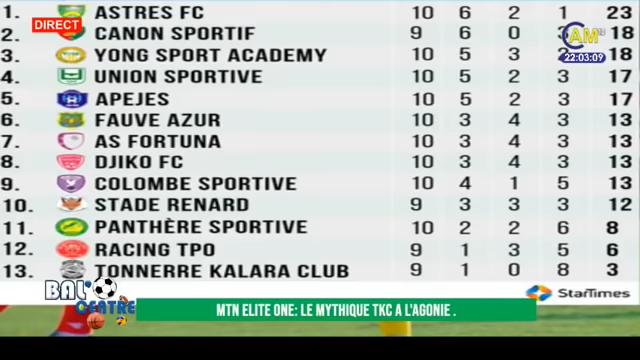 DIRECT
CAM
22:03:09
1. ASTRES FC 10 6 2 1 23
2. CANON SPORTIF 9 6 0 3 18
3. YONG SPORT ACADEMY 10 5 3 2 18
4. UNION SPORTIVE 10 5 2 3 17
5. APEJES 10 5 2 3 17
6. FAUVE AZUR 10 3 4 3 13
7. AS FORTUNA 10 3 4 3 13
8. DJIKO FC 10 3 4 3 13
9. COLOMBE SPORTIVE 10 4 1 5 13
10. STADE RENARD 9 3 3 3 12
11. PANTHÈRE SPORTIVE 10 2 2 6 8
12. RACING TPO 9 1 3 5 6
13. TONNERRE KALARA CLUB 9 1 0 8 3
StarTimes
BAL CENTRE
MTN ELITE ONE: LE MYTHIQUE TKC A L'AGONIE .